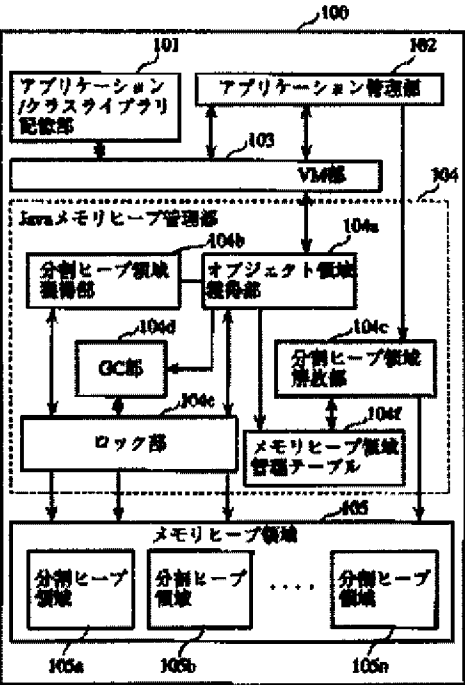 100
101
102
アプリケーション
/クラスライブラリ
記憶部
アプリケーション管理部
103
VM部
104
Javaメモリヒープ管理部
104b
104a
分割ヒープ領域
獲得部
オブジェクト領域
獲得部
104d
104c
GC部
分割ヒープ領域
解放部
104e
104f
ロック部
メモリヒープ領域
管理テーブル
105
メモリヒープ領域
分割ヒープ
領域
分割ヒープ
領域
・・・・
分割ヒープ
領域
105a
105b
105n